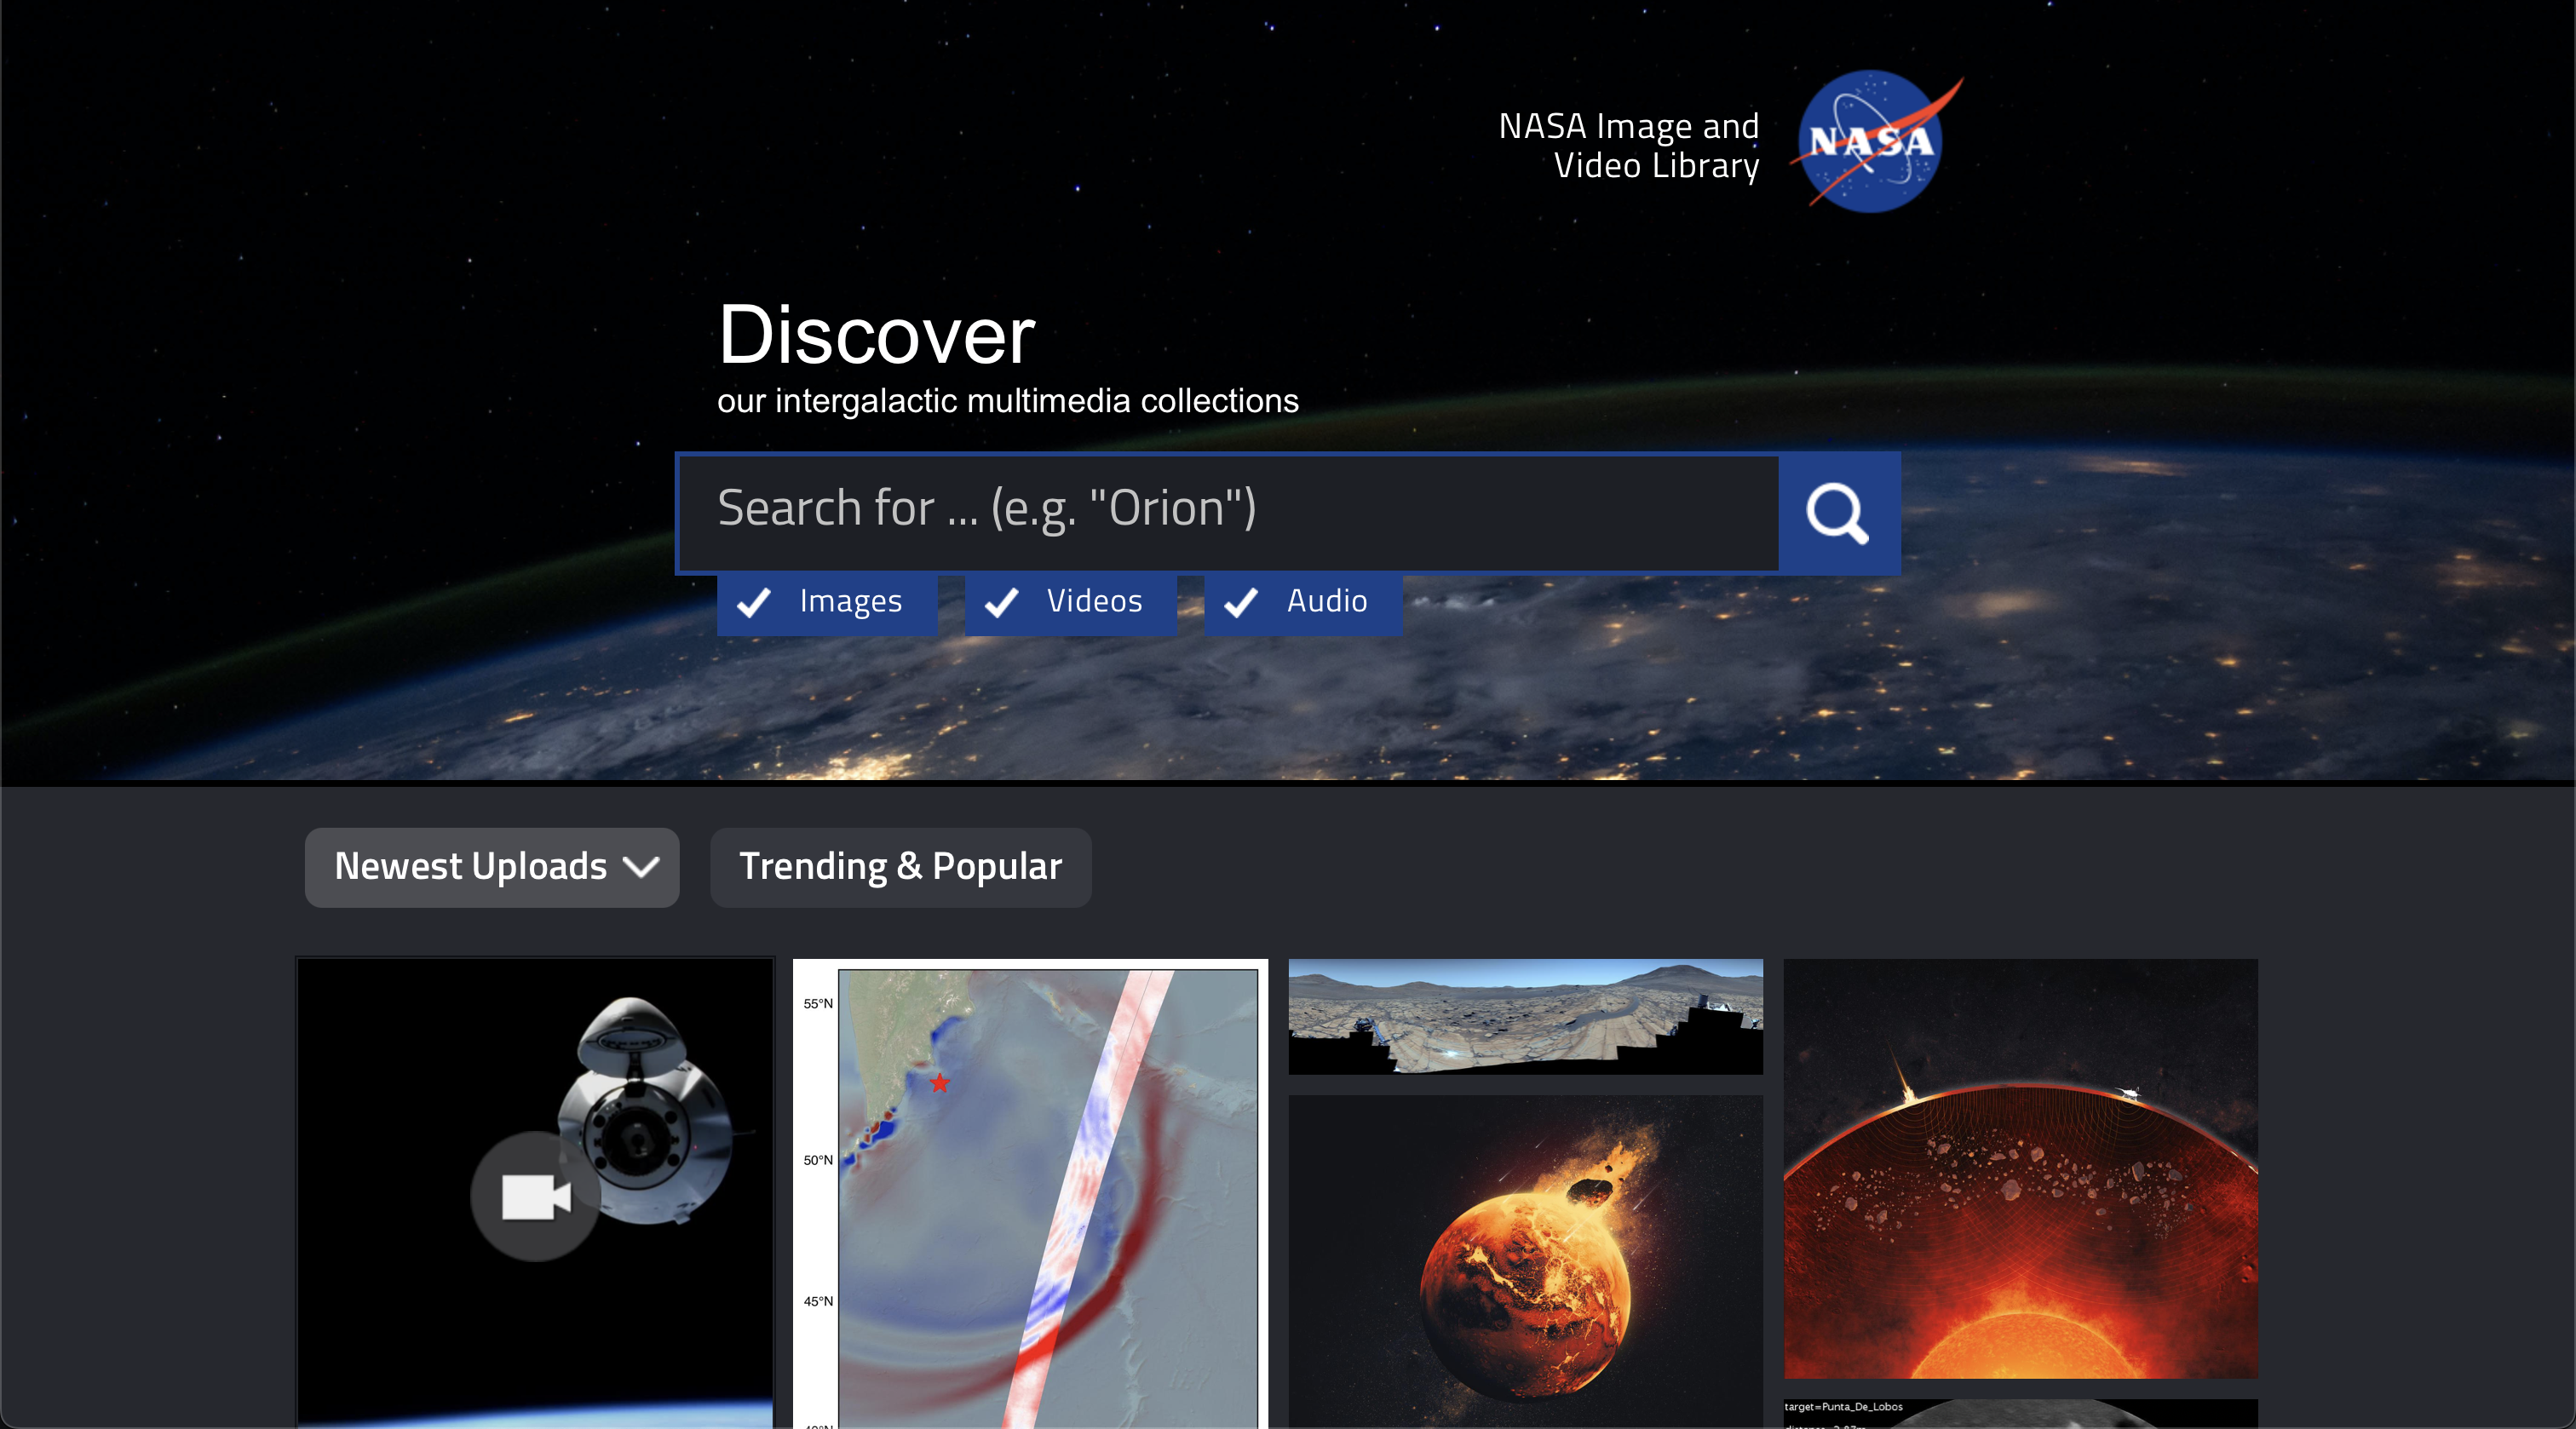 NASA Image and
Video Library
NASA
Discover
our intergalactic multimedia collections
Search for ... (e.g. "Orion")
Images
Videos
Audio
Newest Uploads
Trending & Popular
55°N
50°N
45°N
target=Punta_De_Lobos